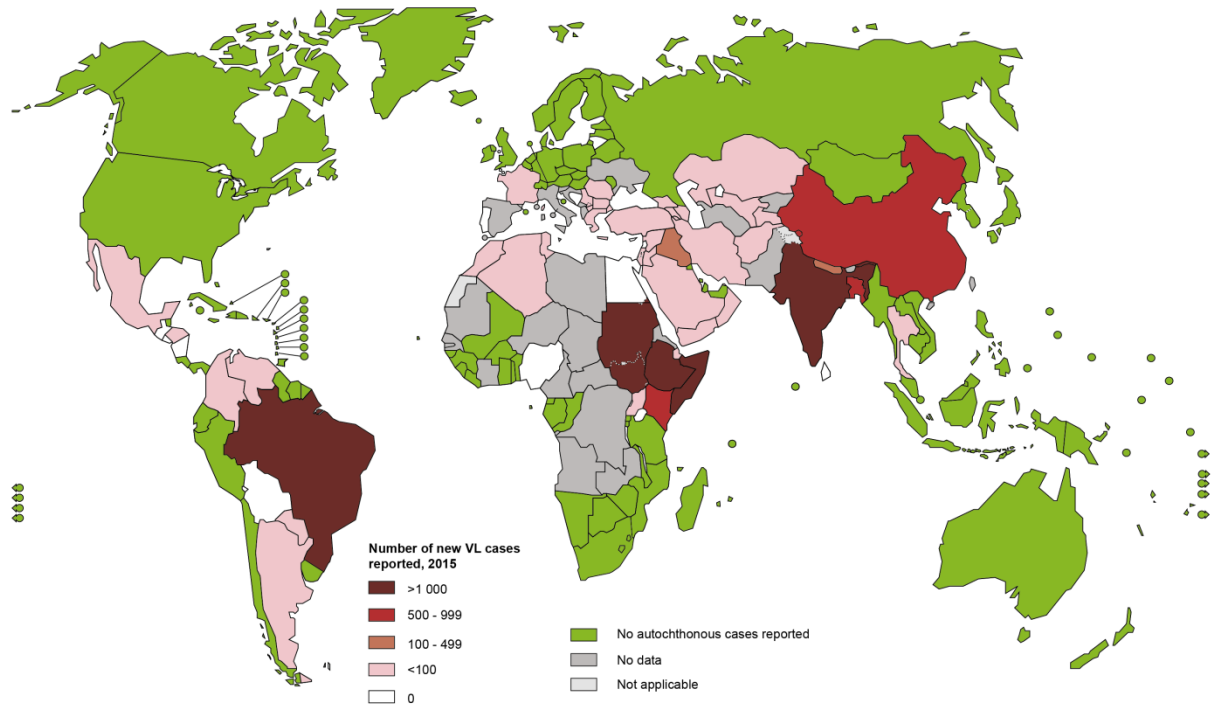 Number of new VL cases
reported, 2015
>1 000
500 - 999
100 - 499
<100
0
No autochthonous cases reported
No data
Not applicable